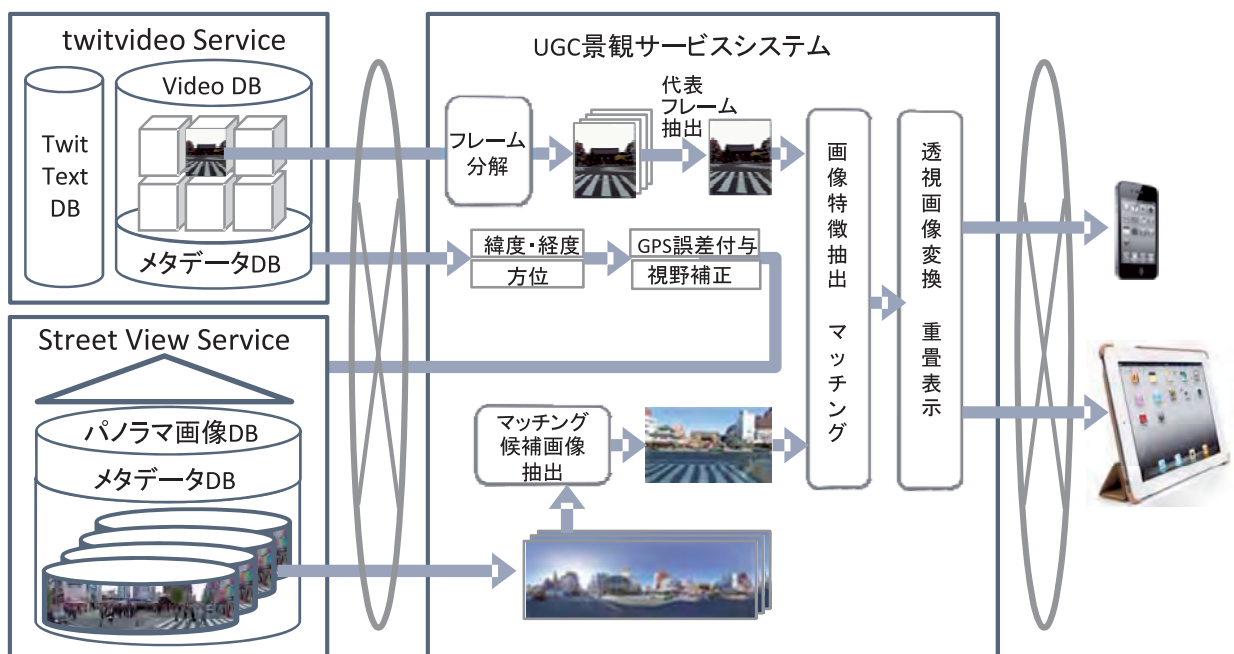 twitvideo Service
Twit
Text
DB
Video DB
メタデータDB
Street View Service
パノラマ画像DB
メタデータDB
UGC景観サービスシステム
フレーム
分解
代表
フレーム
抽出
緯度・経度
方位
GPS誤差付与
視野補正
マッチング
候補画像
抽出
画像特徴抽出 マッチング
透視画像変換 重畳表示